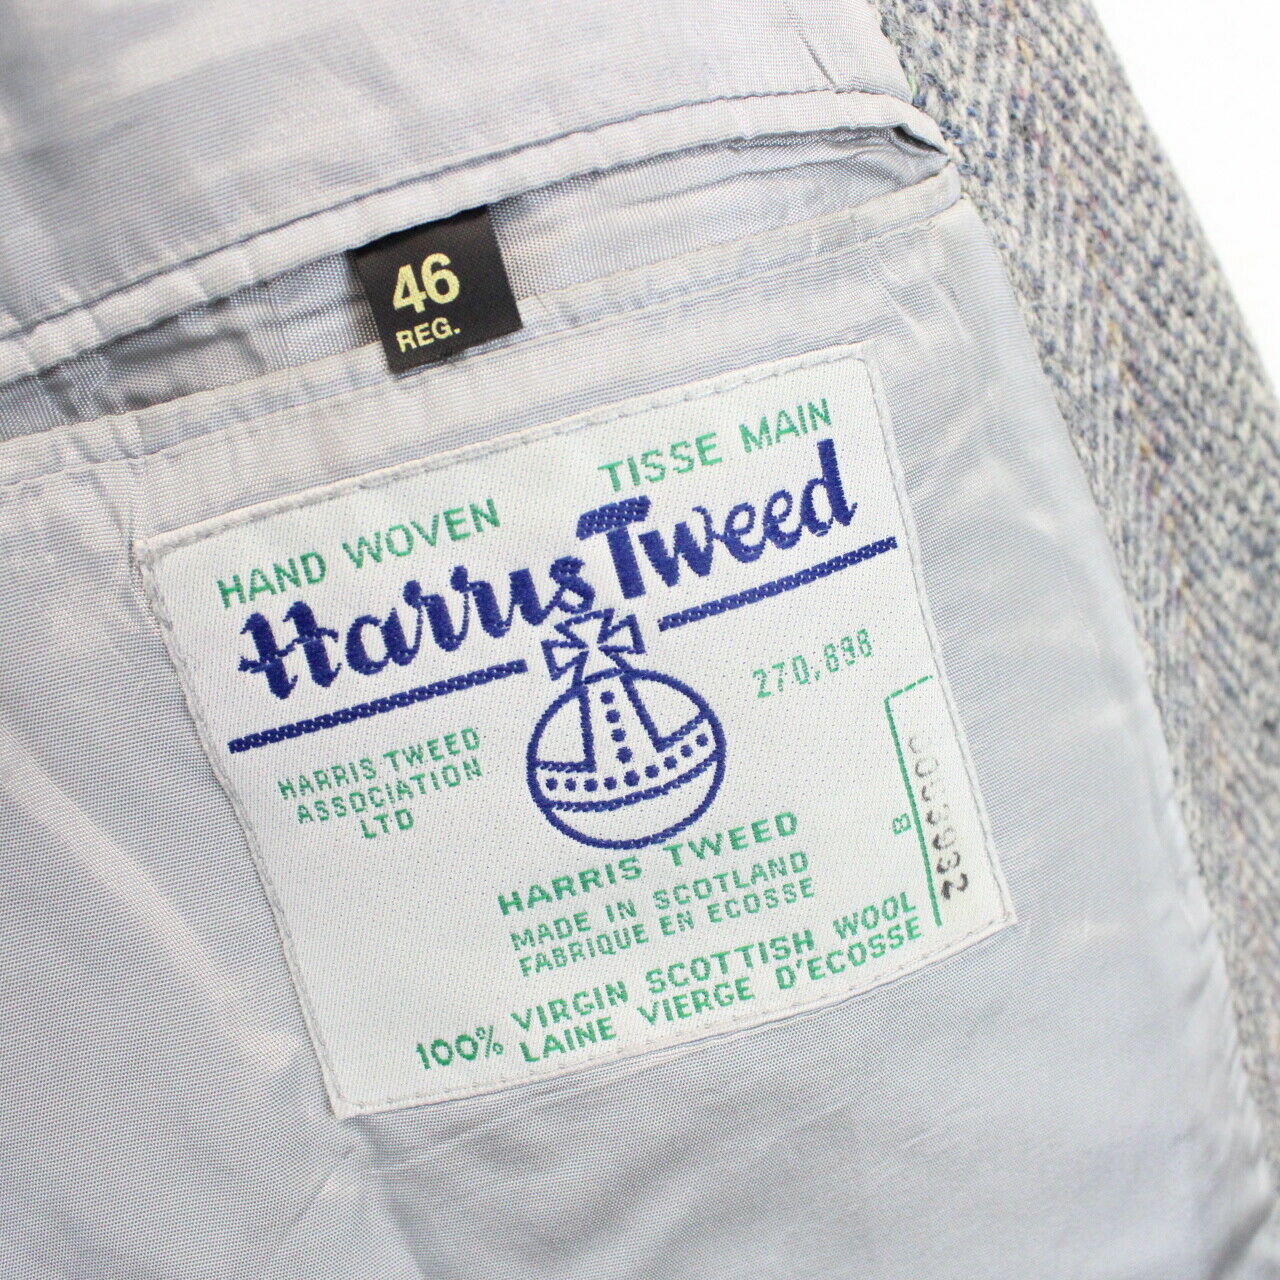 46
REG.
HAND WOVEN TISSE MAIN
Harris Tweed
270,898
HARRIS TWEED
ASSOCIATION
LTD
HARRIS TWEED
MADE IN SCOTLAND
FABRIQUE EN ECOSSE
100% VIRGIN SCOTTISH WOOL
LAINE VIERGE D'ECOSSE